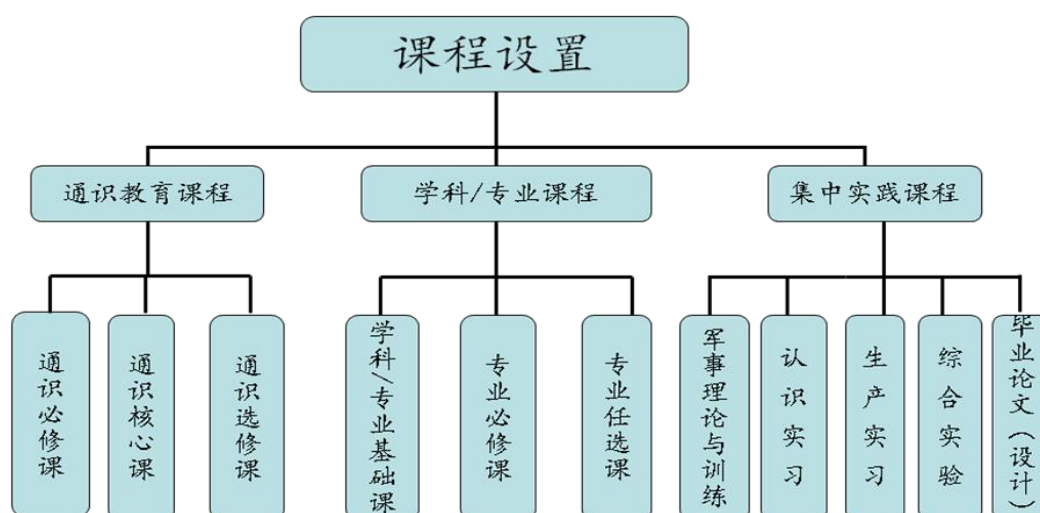 课程设置
通识教育课程
学科/专业课程
集中实践课程
通识必修课
通识核心课
通识选修课
学科/专业基础课
专业必修课
专业任选课
军事理论与训练
认识实习
生产实习
综合实验
毕业论文(设计)